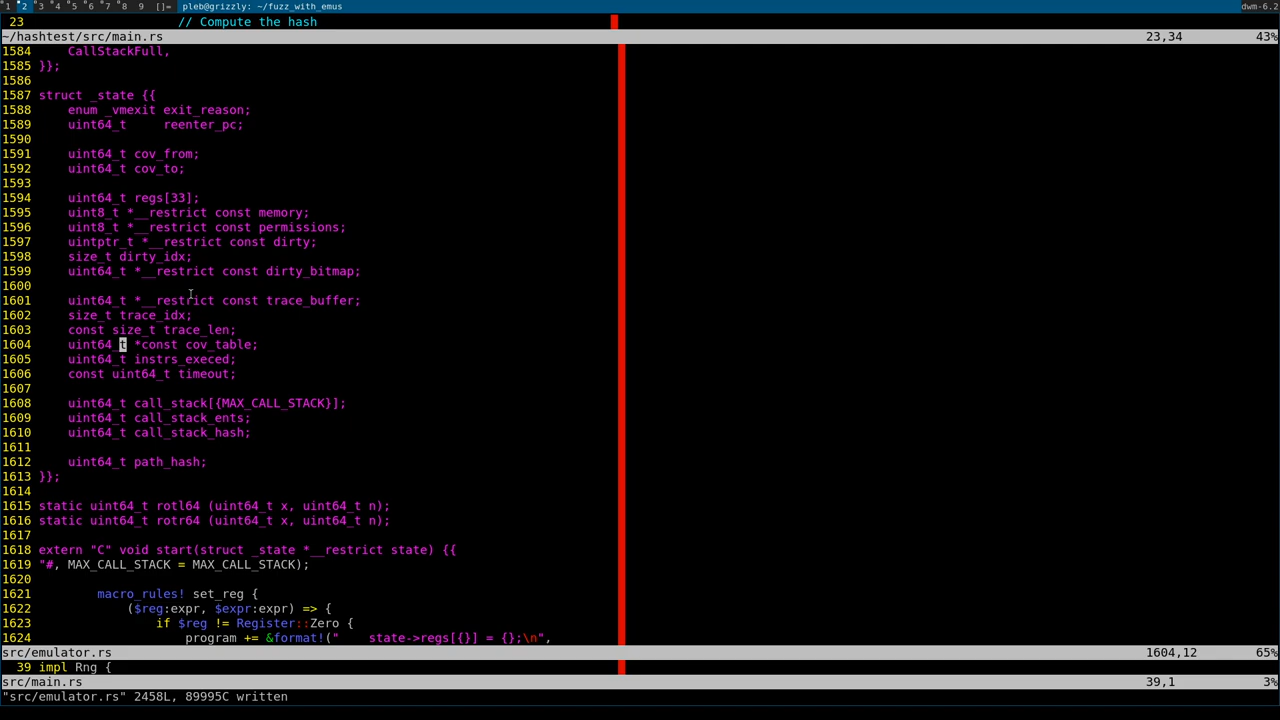 1 2 3 4 5 6 7 8 9 []= pleb@grizzly: ~/fuzz_with_emus dwm-6.2
23 // Compute the hash
~/hashtest/src/main.rs 23,34 43%
1584 CallStackFull,
1585 }};
1586
1587 struct _state {{
1588 enum _vmexit exit_reason;
1589 uint64_t reenter_pc;
1590
1591 uint64_t cov_from;
1592 uint64_t cov_to;
1593
1594 uint64_t regs[33];
1595 uint8_t *__restrict const memory;
1596 uint8_t *__restrict const permissions;
1597 uintptr_t *__restrict const dirty;
1598 size_t dirty_idx;
1599 uint64_t *__restrict const dirty_bitmap;
1600
1601 uint64_t *__restrict const trace_buffer;
1602 size_t trace_idx;
1603 const size_t trace_len;
1604 uint64_t *const cov_table;
1605 uint64_t instrs_execed;
1606 const uint64_t timeout;
1607
1608 uint64_t call_stack[{MAX_CALL_STACK}];
1609 uint64_t call_stack_ents;
1610 uint64_t call_stack_hash;
1611
1612 uint64_t path_hash;
1613 }};
1614
1615 static uint64_t rotl64 (uint64_t x, uint64_t n);
1616 static uint64_t rotr64 (uint64_t x, uint64_t n);
1617
1618 extern "C" void start(struct _state *__restrict state) {{
1619 "#, MAX_CALL_STACK = MAX_CALL_STACK);
1620
1621 macro_rules! set_reg {
1622 ($reg:expr, $expr:expr) => {
1623 if $reg != Register::Zero {
1624 program += &format!("    state->regs[{}] = {};\n",
src/emulator.rs 1604,12 65%
39 impl Rng {
src/main.rs 39,1 3%
"src/emulator.rs" 2458L, 89995C written